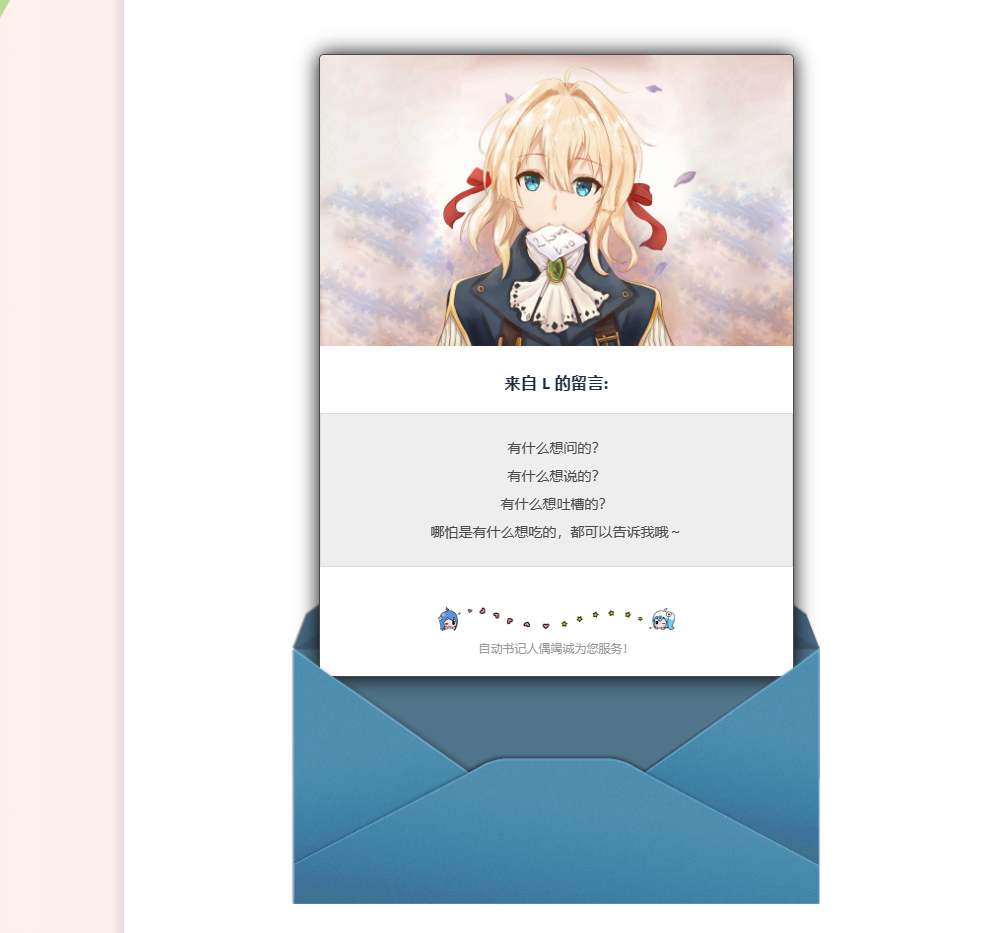 来自 L 的留言:
有什么想问的？
有什么想说的？
有什么想吐槽的？
哪怕是有什么想吃的，都可以告诉我哦～
自动书记人偶竭诚为您服务！